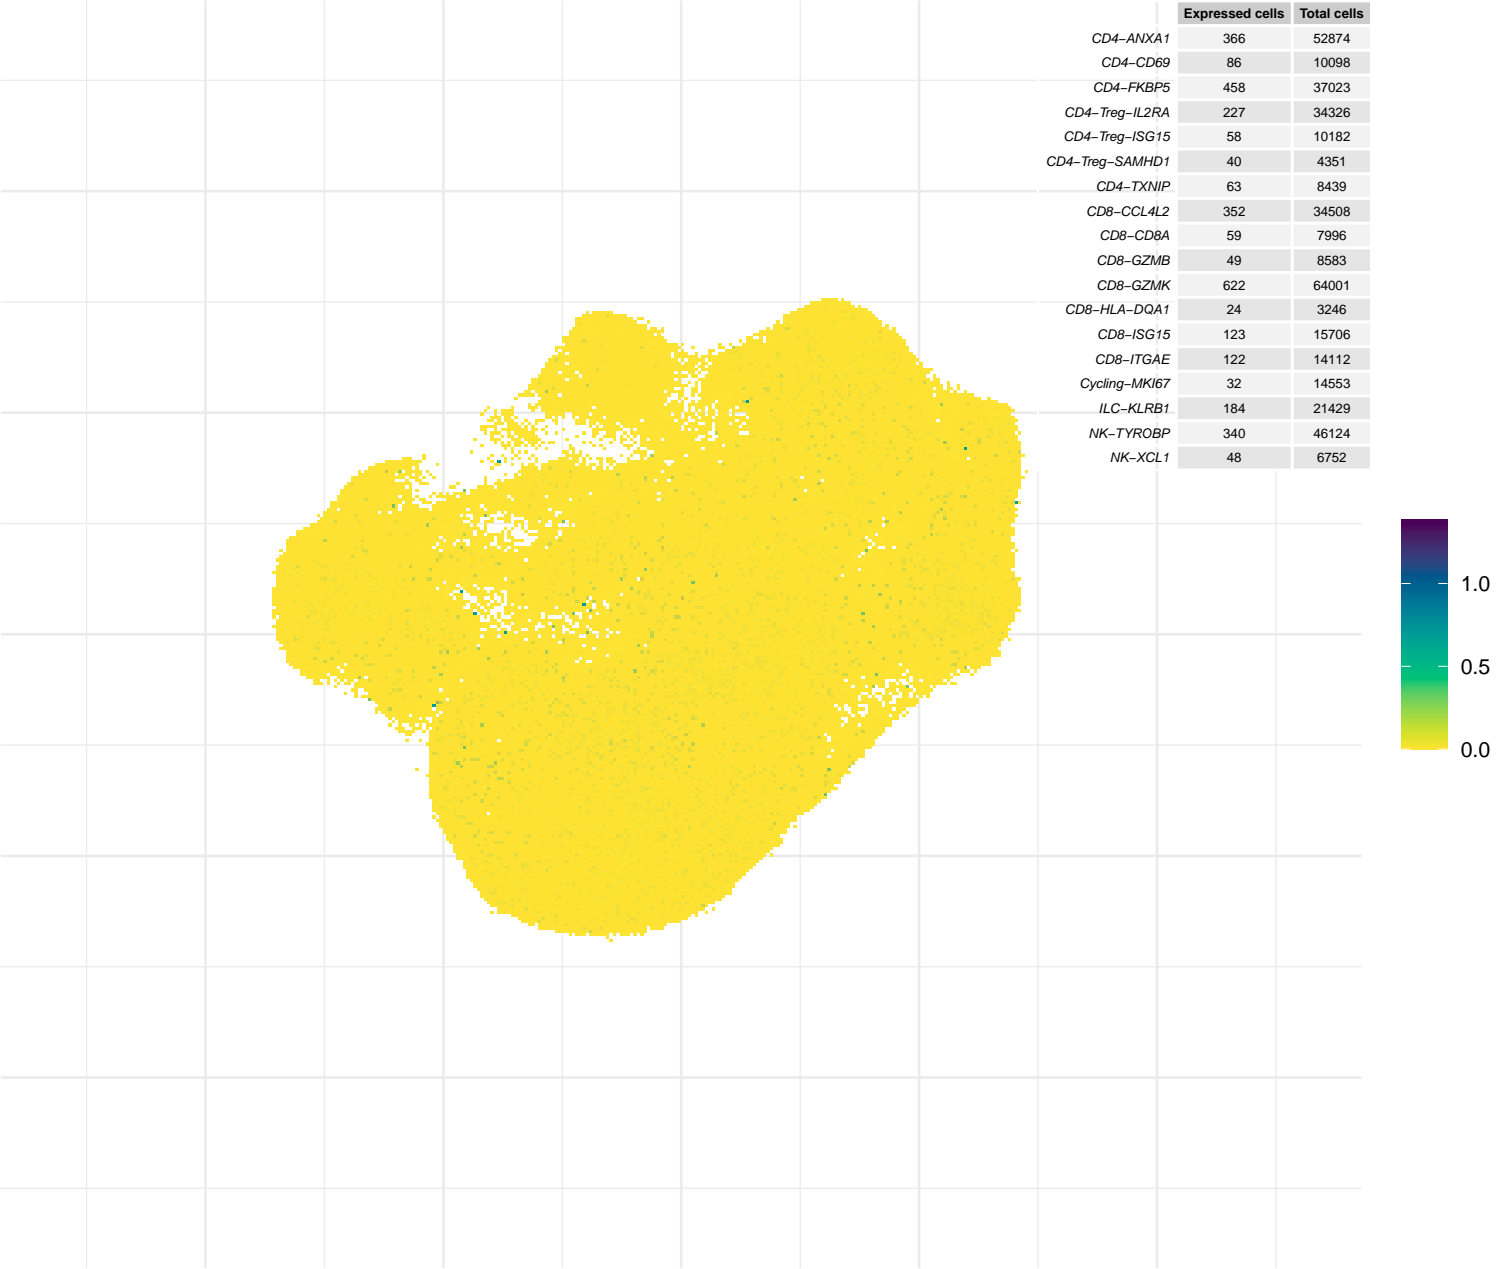 Expressed cells Total cells
CD4−ANXA1 366 52874
CD4−CD69 86 10098
CD4−FKBP5 458 37023
CD4−Treg−IL2RA 227 34326
CD4−Treg−ISG15 58 10182
CD4−Treg−SAMHD1 40 4351
CD4−TXNIP 63 8439
CD8−CCL4L2 352 34508
CD8−CD8A 59 7996
CD8−GZMB 49 8583
CD8−GZMK 622 64001
CD8−HLA−DQA1 24 3246
CD8−ISG15 123 15706
CD8−ITGAE 122 14112
Cycling−MKI67 32 14553
ILC−KLRB1 184 21429
NK−TYROBP 340 46124
NK−XCL1 48 6752
1.0
0.5
0.0